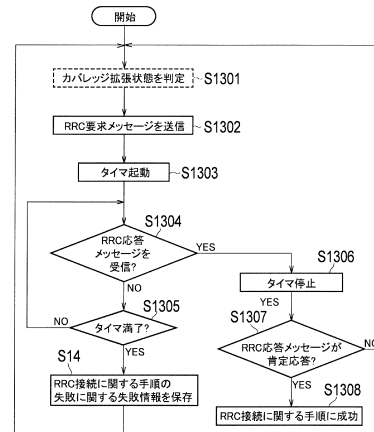 開始
カバレッジ拡張状態を判定
S1301
RRC要求メッセージを送信
S1302
タイマ起動
S1303
S1304
RRC応答
メッセージを
受信?
YES
NO
S1306
タイマ停止
YES
S1305
タイマ満了?
NO
YES
S1307
RRC応答メッセージが
肯定応答?
NO
YES
S14
RRC接続に関する手順の
失敗に関する失敗情報を保存
S1308
RRC接続に関する手順に成功